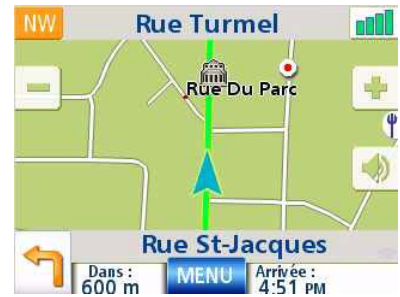 NW
Rue Turmel
Rue Du Parc
Rue St-Jacques
Dans :
600 m
MENU
Arrivée :
4:51 PM